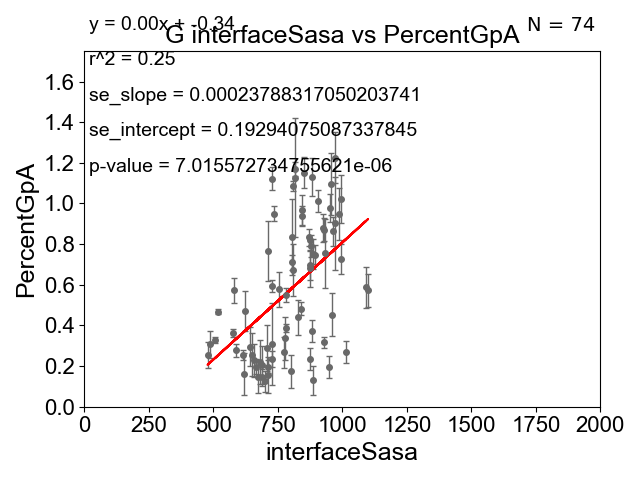 y = 0.00x + -0.34
N = 74
G interfaceSasa vs PercentGpA
r^2 = 0.25
se_slope = 0.00023788317050203741
se_intercept = 0.19294075087337845
p-value = 7.015572734755621e-06
PercentGpA
1.6
1.4
1.2
1.0
0.8
0.6
0.4
0.2
0.0
0 250 500 750 1000 1250 1500 1750 2000
interfaceSasa